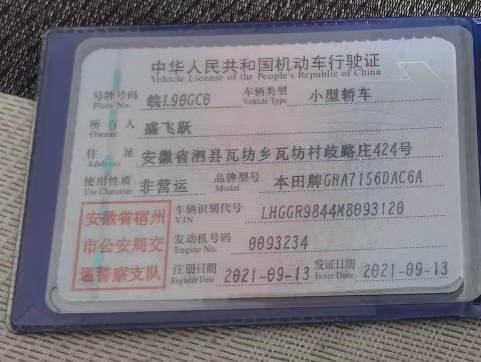 中华人民共和国机动车行驶证
Vehicle License of the People's Republic of China
号牌号码 皖L90GC0 车辆类型 小型轿车
Plate No. Vehicle Type
所有人 盛飞跃
Owner
住址 安徽省泗县瓦坊乡瓦坊村歧路庄424号
Address
使用性质 非营运 品牌型号 本田牌GHA7156DAC6A
Use Character Model
安徽省宿州 车辆识别代号 LHGGR9844M8093120
VIN
市公安局交 发动机号码 0093234
Engine No.
通警察支队 注册日期 2021-09-13 发证日期 2021-09-13
Register Date Issue Date